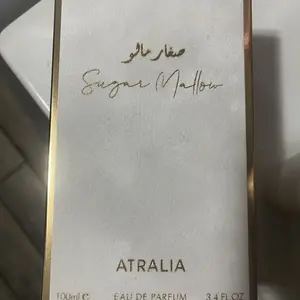 صغار مالو
Sugar Mallow
ATRALIA
100ml e EAU DE PARFUM 3.4 FL.OZ